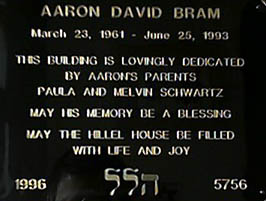 AARON DAVID BRAM
March 23, 1961 - June 25, 1993
THIS BUILDING IS LOVINGLY DEDICATED
BY AARON'S PARENTS
PAULA AND MELVIN SCHWARTZ
MAY HIS MEMORY BE A BLESSING
MAY THE HILLEL HOUSE BE FILLED
WITH LIFE AND JOY
1996 הלל 5756